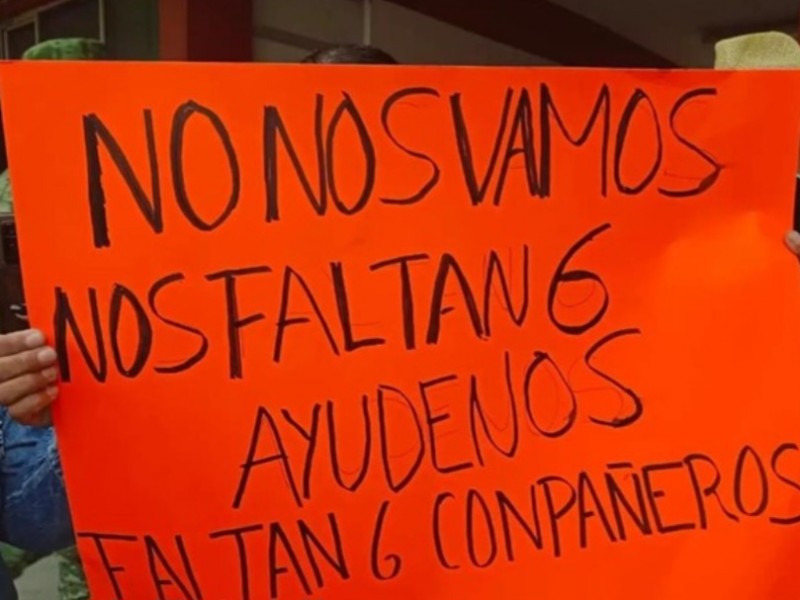 NO NOS VAMOS
NOS FALTAN 6
AYUDENOS
FALTAN 6 CONPAÑEROS